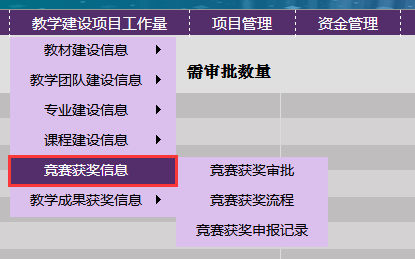 教学建设项目工作量 项目管理 资金管理
教材建设信息
教学团队建设信息 需审批数量
专业建设信息
课程建设信息
竟赛获奖信息 竟赛获奖审批
教学成果获奖信息 竟赛获奖流程
竟赛获奖申报记录